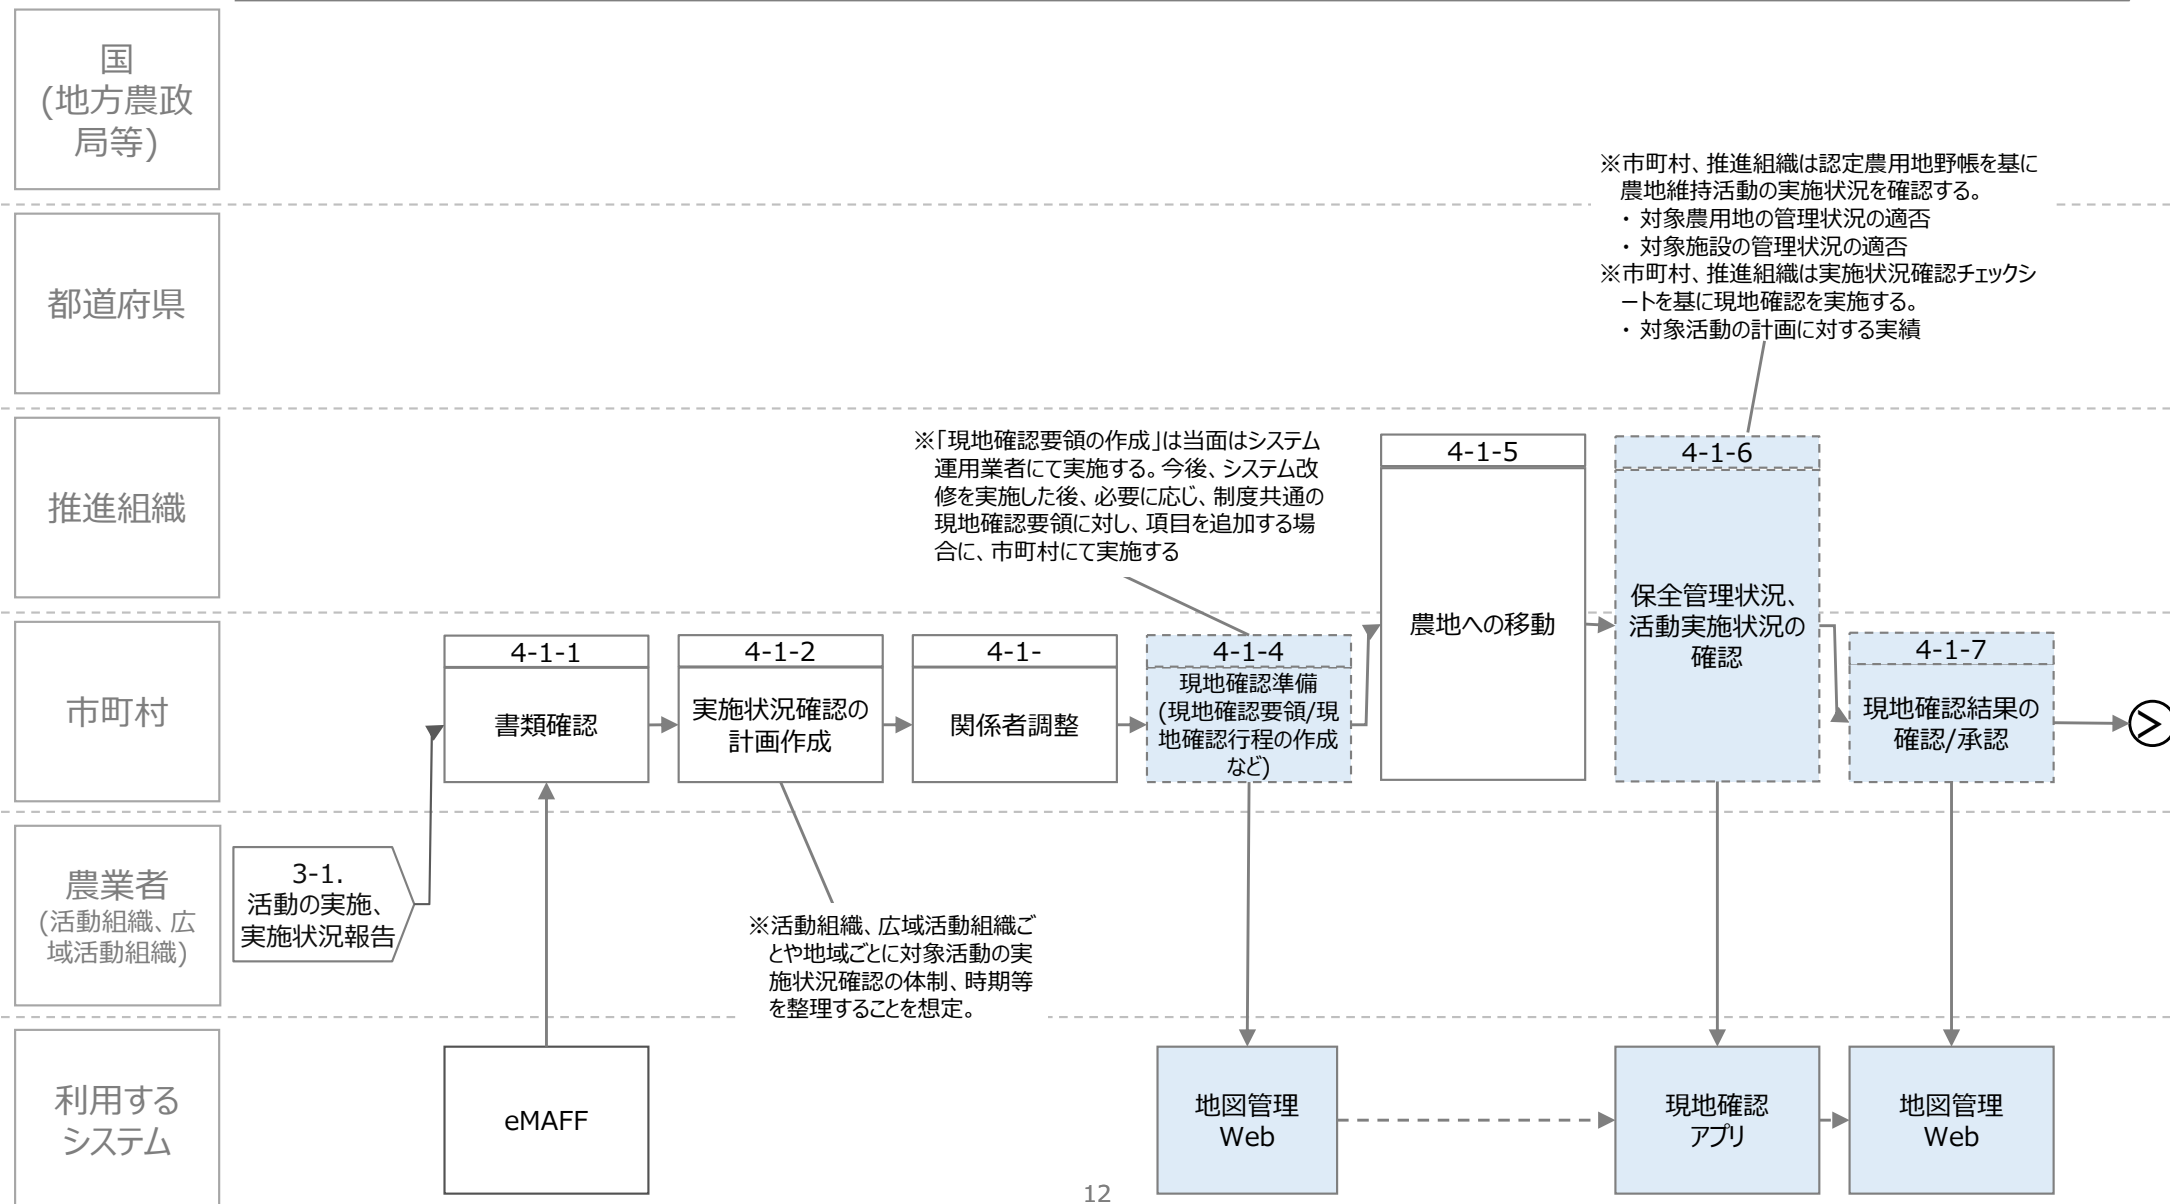 国
(地方農政
局等)
※市町村、推進組織は認定農用地野帳を基に
農地維持活動の実施状況を確認する。
・ 対象農用地の管理状況の適否
・ 対象施設の管理状況の適否
※市町村、推進組織は実施状況確認チェックシ
ートを基に現地確認を実施する。
・ 対象活動の計画に対する実績
都道府県
推進組織
※「現地確認要領の作成」は当面はシステム
運用業者にて実施する。今後、システム改
修を実施した後、必要に応じ、制度共通の
現地確認要領に対し、項目を追加する場
合に、市町村にて実施する
4-1-5
農地への移動
4-1-6
保全管理状況、
活動実施状況の
確認
市町村
4-1-1
書類確認
4-1-2
実施状況確認の
計画作成
4-1-
関係者調整
4-1-4
現地確認準備
(現地確認要領/現
地確認行程の作成
など)
4-1-7
現地確認結果の
確認/承認
>
農業者
(活動組織、広
域活動組織)
3-1.
活動の実施、
実施状況報告
※活動組織、広域活動組織ご
とや地域ごとに対象活動の実
施状況確認の体制、時期等
を整理することを想定。
利用する
システム
eMAFF
地図管理
Web
現地確認
アプリ
地図管理
Web
12